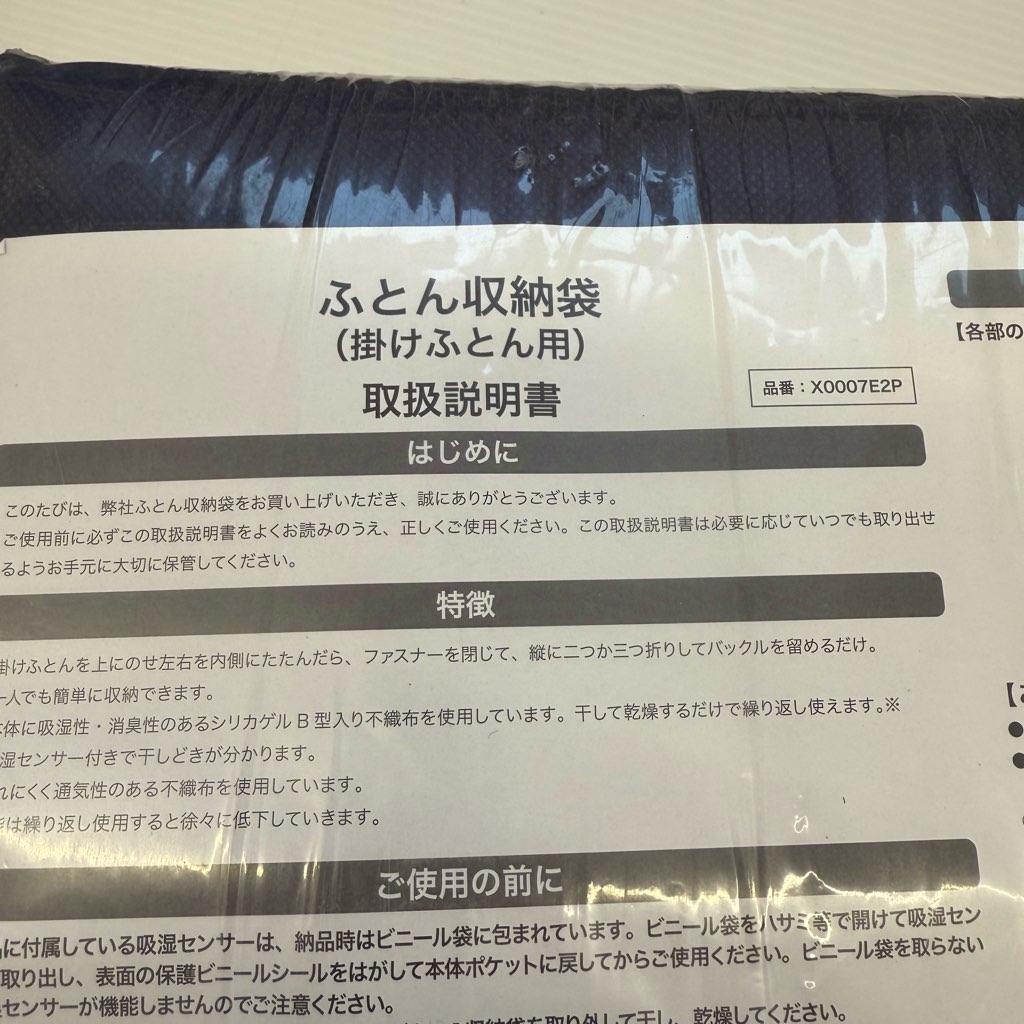 ふとん収納袋
(掛けふとん用)
取扱説明書
品番：X0007E2P
はじめに
このたびは、弊社ふとん収納袋をお買い上げいただき、誠にありがとうございます。
ご使用前に必ずこの取扱説明書をよくお読みのうえ、正しくご使用ください。この取扱説明書は必要に応じていつでも取り出せ
るようお手元に大切に保管してください。
特徴
掛けふとんを上にのせ左右を内側にたたんだら、ファスナーを閉じて、縦に二つか三つ折りしてバックルを留めるだけ。
一人でも簡単に収納できます。
体に吸湿性・消臭性のあるシリカゲルB型入り不織布を使用しています。干して乾燥するだけで繰り返し使えます。※
湿センサー付きで干しどきが分かります。
れにくく通気性のある不織布を使用しています。
は繰り返し使用すると徐々に低下していきます。
ご使用の前に
に付属している吸湿センサーは、納品時はビニール袋に包まれています。ビニール袋をハサミ等で開けて吸湿セン
取り出し、表面の保護ビニールシールをはがして本体ポケットに戻してからご使用ください。ビニール袋を取らない
センサーが機能しませんのでご注意ください。
収納袋を取り外して干し、乾燥してください。
【各部の
【
●
●